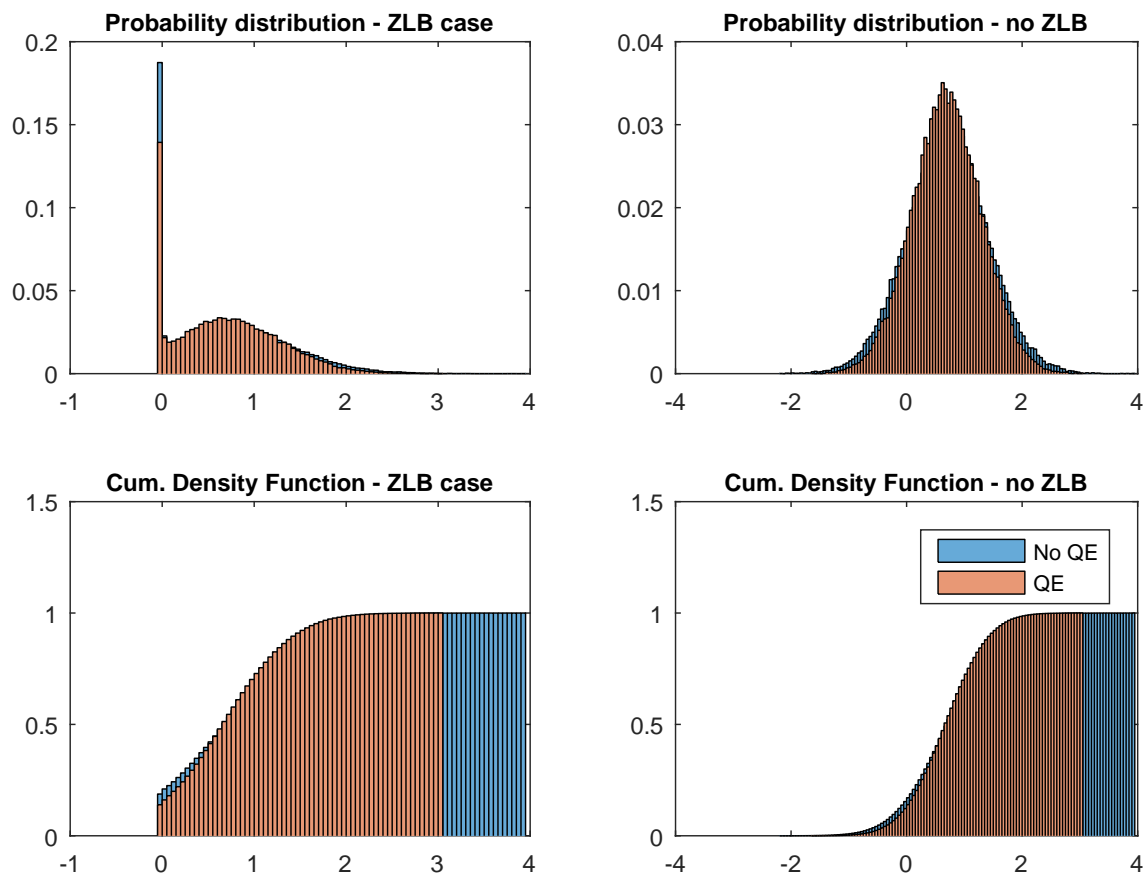 Probability distribution - ZLB case
0.2
0.15
0.1
0.05
0
-1 0 1 2 3 4
Probability distribution - no ZLB
0.04
0.03
0.02
0.01
0
-4 -2 0 2 4
Cum. Density Function - ZLB case
1.5
1
0.5
0
-1 0 1 2 3 4
Cum. Density Function - no ZLB
1.5
1
0.5
0
-4 -2 0 2 4
No QE
QE